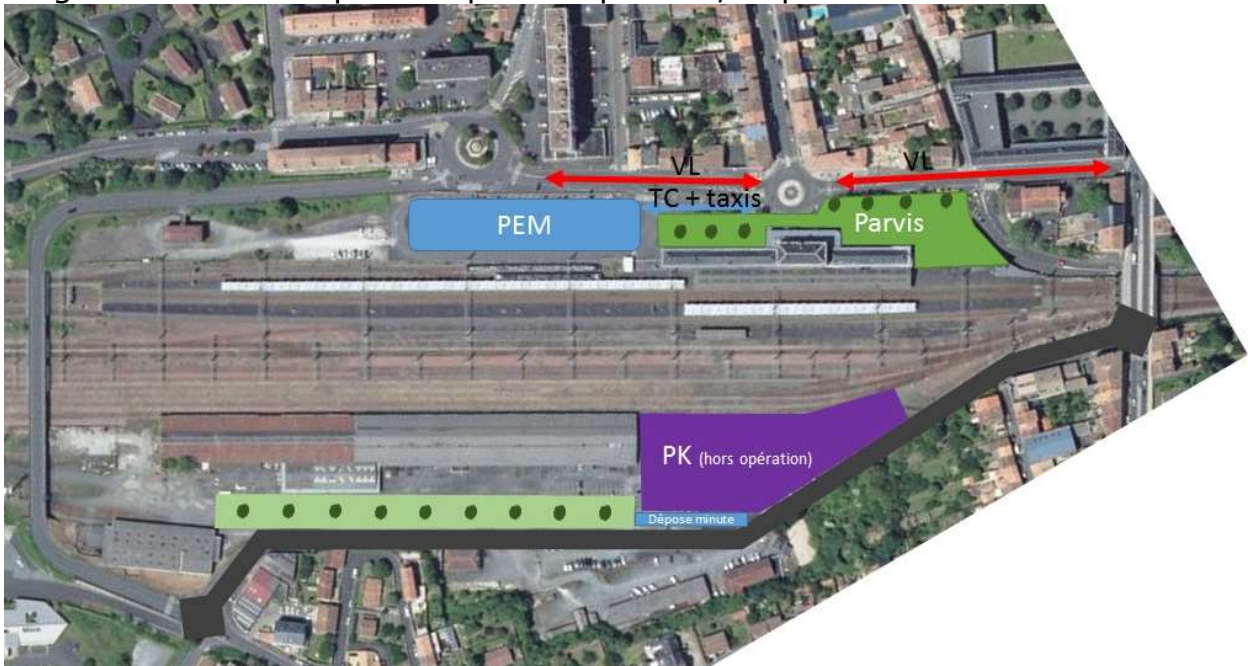 VL
VL
TC + taxis
PEM
Parvis
PK (hors opération)
Dépose minute